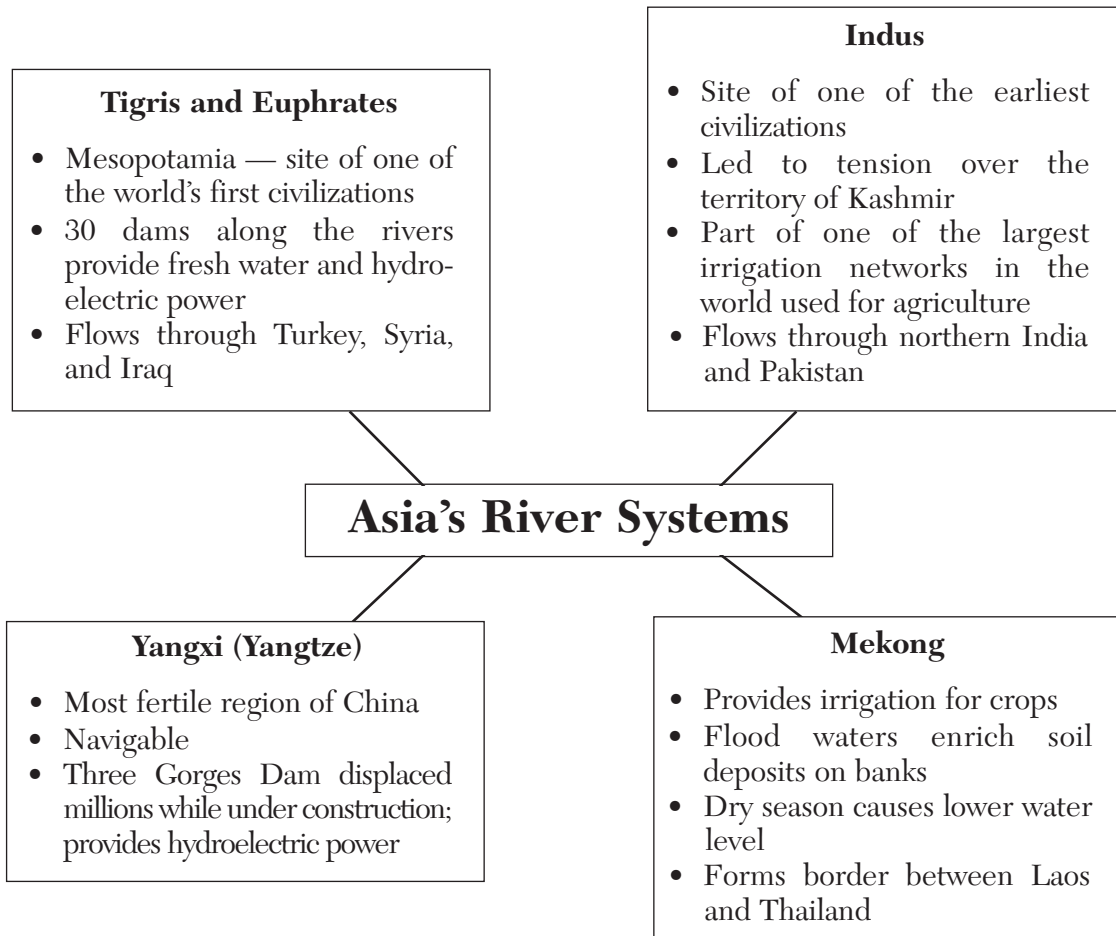 Tigris and Euphrates
• Mesopotamia — site of one of
the world's first civilizations
• 30 dams along the rivers
provide fresh water and hydro-
electric power
• Flows through Turkey, Syria,
and Iraq
Indus
• Site of one of the earliest
civilizations
• Led to tension over the
territory of Kashmir
• Part of one of the largest
irrigation networks in the
world used for agriculture
• Flows through northern India
and Pakistan
Asia's River Systems
Yangxi (Yangtze)
• Most fertile region of China
• Navigable
• Three Gorges Dam displaced
millions while under construction;
provides hydroelectric power
Mekong
• Provides irrigation for crops
• Flood waters enrich soil
deposits on banks
• Dry season causes lower water
level
• Forms border between Laos
and Thailand